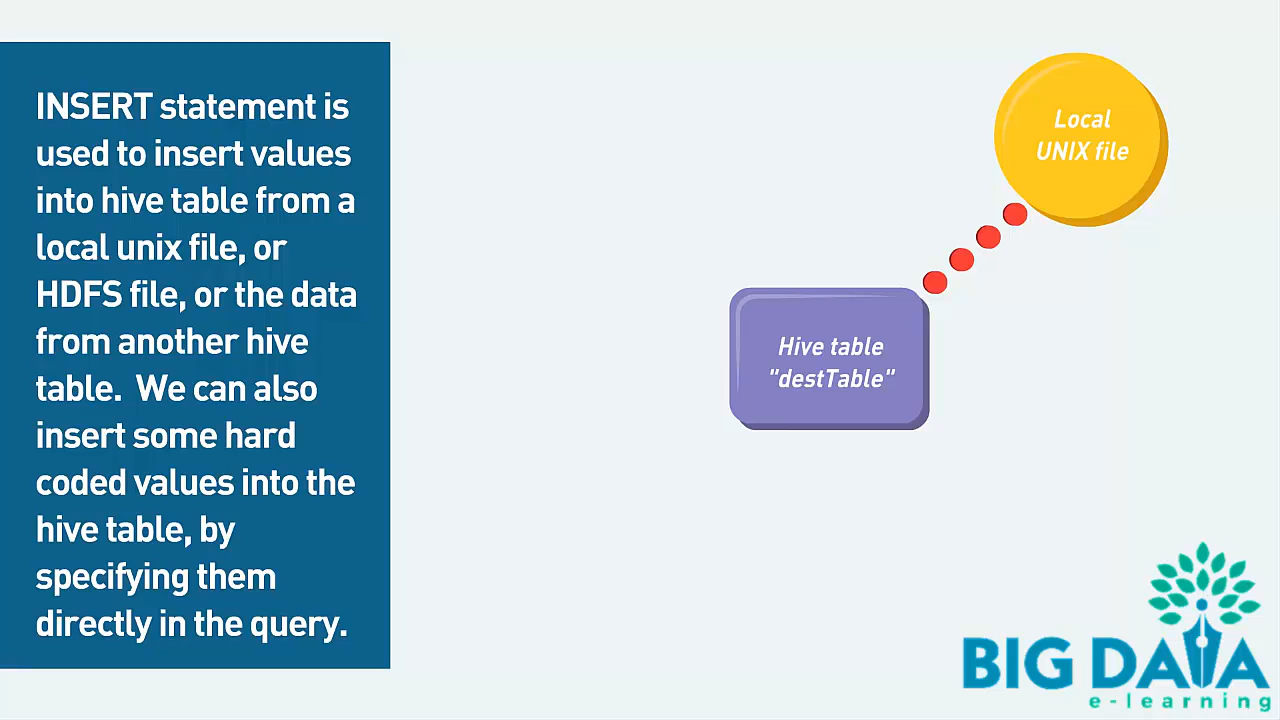 INSERT statement is
used to insert values
into hive table from a
local unix file, or
HDFS file, or the data
from another hive
table.  We can also
insert some hard
coded values into the
hive table, by
specifying them
directly in the query.
Local
UNIX file
Hive table
"destTable"
BIG DATA
e-learning